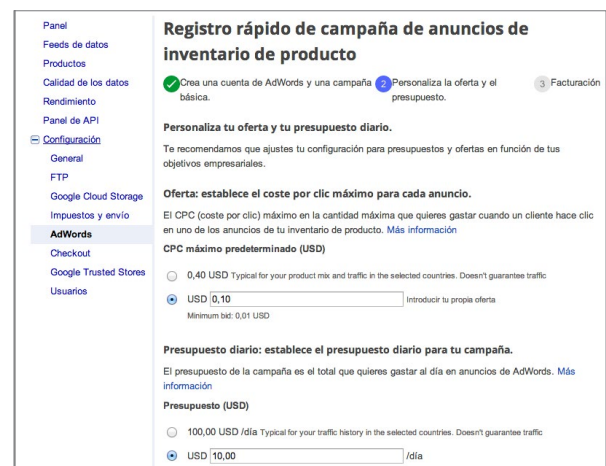 Panel
Feeds de datos
Productos
Calidad de los datos
Rendimiento
Panel de API
Configuración
General
FTP
Google Cloud Storage
Impuestos y envío
AdWords
Checkout
Google Trusted Stores
Usuarios
Registro rápido de campaña de anuncios de
inventario de producto
Crea una cuenta de AdWords y una campaña
básica.
2 Personaliza la oferta y el
presupuesto.
3 Facturación
Personaliza tu oferta y tu presupuesto diario.
Te recomendamos que ajustes tu configuración para presupuestos y ofertas en función de tus
objetivos empresariales.
Oferta: establece el coste por clic máximo para cada anuncio.
El CPC (coste por clic) máximo en la cantidad máxima que quieres gastar cuando un cliente hace clic
en uno de los anuncios de tu inventario de producto. Más información
CPC máximo predeterminado (USD)
0,40 USD Typical for your product mix and traffic in the selected countries. Doesn't guarantee traffic
USD 0,10 Introducir tu propia oferta
Minimum bid: 0,01 USD
Presupuesto diario: establece el presupuesto diario para tu campaña.
El presupuesto de la campaña es el total que quieres gastar al día en anuncios de AdWords. Más
información
Presupuesto (USD)
100,00 USD /día Typical for your traffic history in the selected countries. Doesn't guarantee traffic
USD 10,00 /día